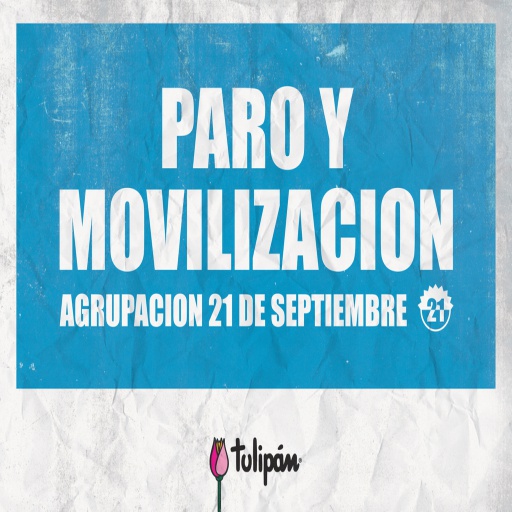 PARO Y
MOVILIZACION
AGRUPACION 21 DE SEPTIEMBRE 21
tulipán